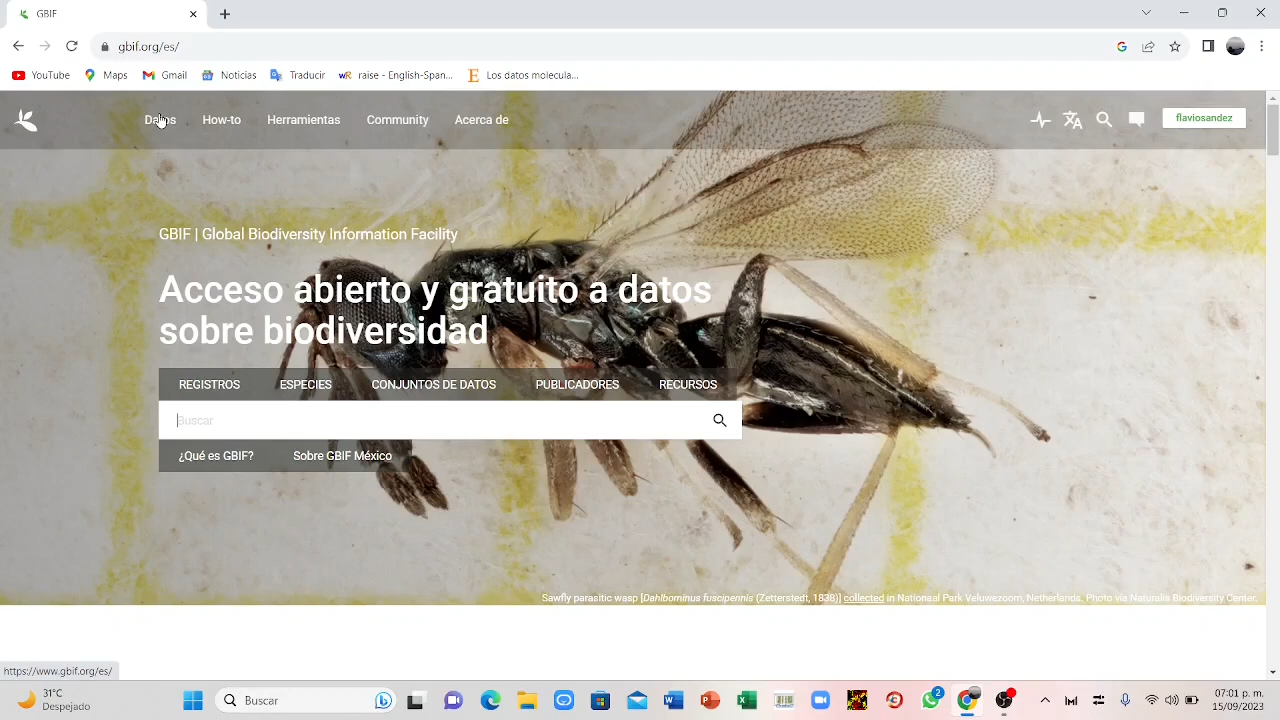 GBIF
gbif.org/es/
YouTube Maps Gmail Noticias Traducir raise - English-Span... Los datos molecula...
Datos How-to Herramientas Community Acerca de flaviosandez
GBIF | Global Biodiversity Information Facility
Acceso abierto y gratuito a datos
sobre biodiversidad
REGISTROS ESPECIES CONJUNTOS DE DATOS PUBLICADORES RECURSOS
Buscar
¿Qué es GBIF? Sobre GBIF México
Sawfly parasitic wasp [Dahlbominus fuscipennis (Zetterstedt, 1838)] collected in Nationaal Park Veluwezoom, Netherlands. Photo via Naturalis Biodiversity Center.
https://www.gbif.org/es/
31°C
Despejado
Buscar
2
07:01 p. m.
15/09/2023